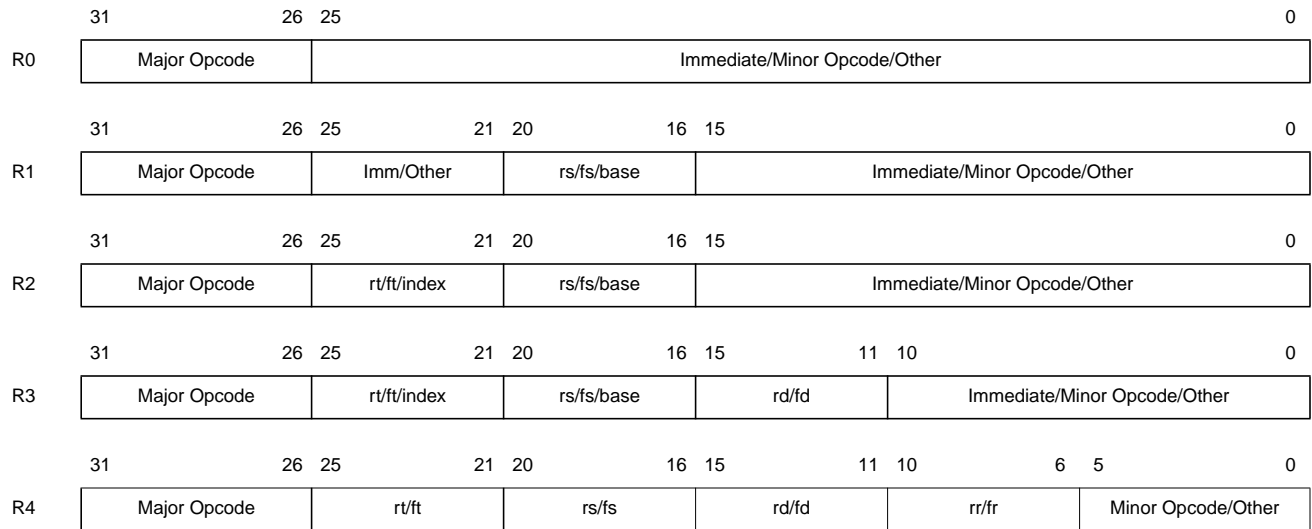 31 26 25 0
R0 Major Opcode Immediate/Minor Opcode/Other
31 26 25 21 20 16 15 0
R1 Major Opcode Imm/Other rs/fs/base Immediate/Minor Opcode/Other
31 26 25 21 20 16 15 0
R2 Major Opcode rt/ft/index rs/fs/base Immediate/Minor Opcode/Other
31 26 25 21 20 16 15 11 10 0
R3 Major Opcode rt/ft/index rs/fs/base rd/fd Immediate/Minor Opcode/Other
31 26 25 21 20 16 15 11 10 6 5 0
R4 Major Opcode rt/ft rs/fs rd/fd rr/fr Minor Opcode/Other